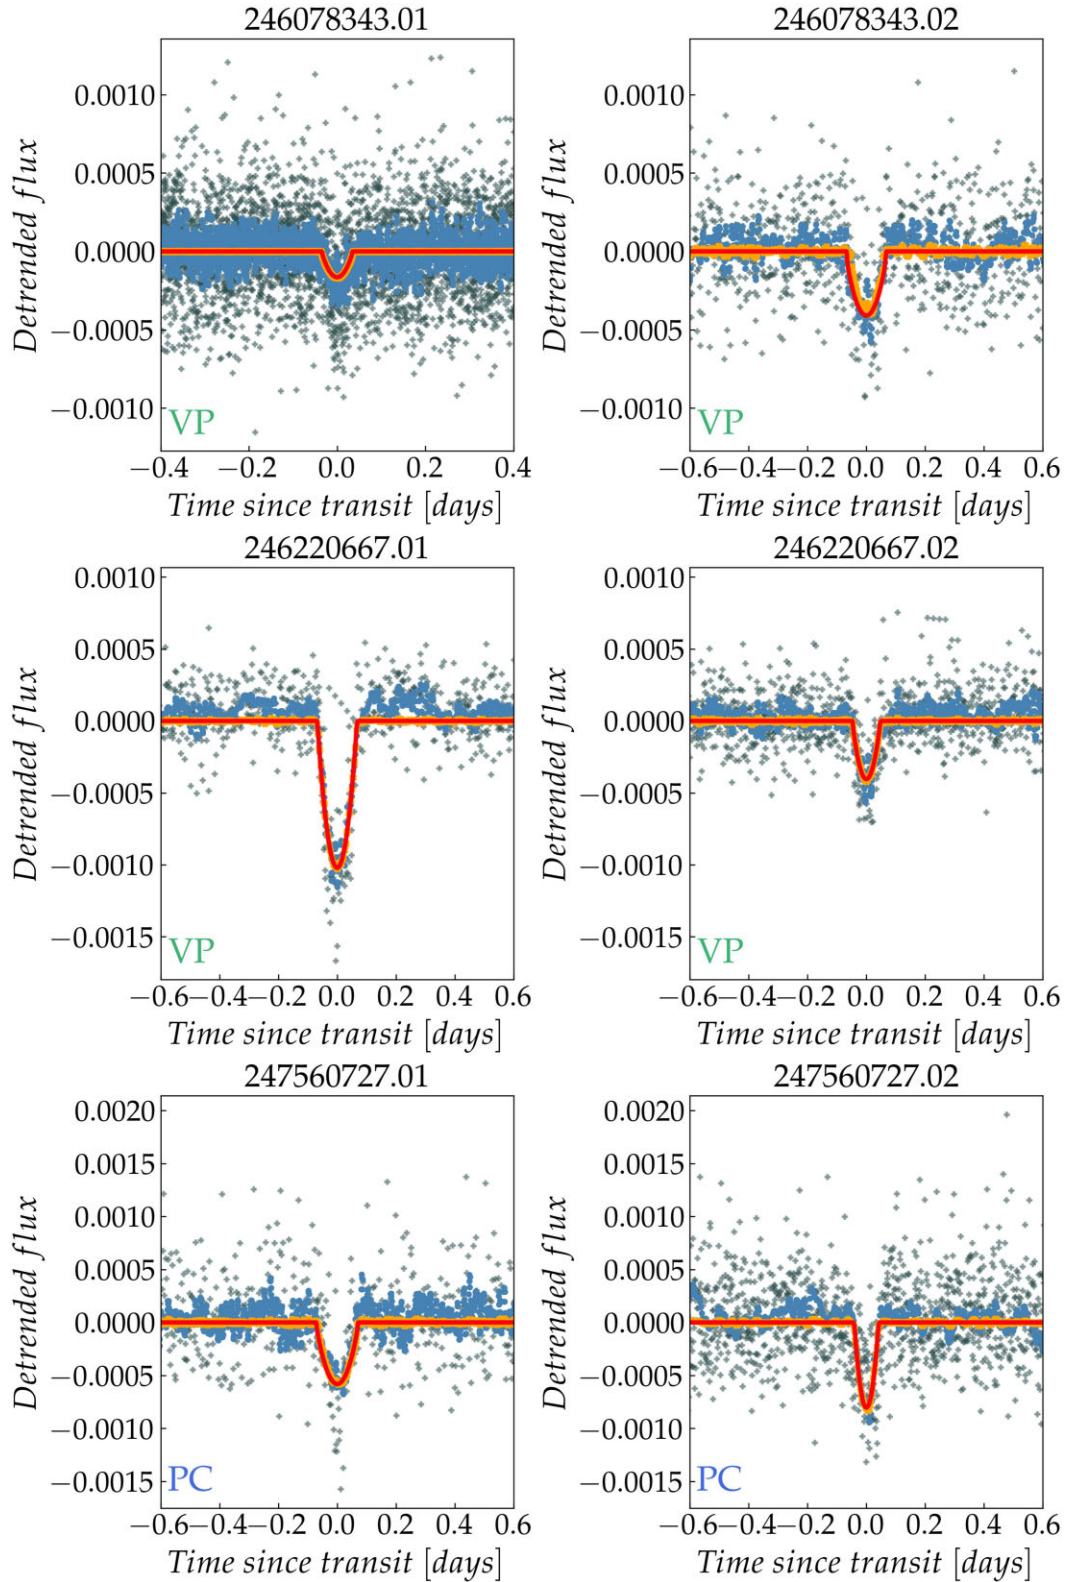 246078343.01 246078343.02
0.0010 0.0010
0.0005 0.0005
0.0000 0.0000
−0.0005 −0.0005
−0.0010 −0.0010
Detrended flux Detrended flux
VP VP
−0.4 −0.2 0.0 0.2 0.4 −0.6 −0.4 −0.2 0.0 0.2 0.4 0.6
Time since transit [days] Time since transit [days]
246220667.01 246220667.02
0.0010 0.0010
0.0005 0.0005
0.0000 0.0000
−0.0005 −0.0005
−0.0010 −0.0010
−0.0015 −0.0015
Detrended flux Detrended flux
VP VP
−0.6 −0.4 −0.2 0.0 0.2 0.4 0.6 −0.6 −0.4 −0.2 0.0 0.2 0.4 0.6
Time since transit [days] Time since transit [days]
247560727.01 247560727.02
0.0020 0.0020
0.0015 0.0015
0.0010 0.0010
0.0005 0.0005
0.0000 0.0000
−0.0005 −0.0005
−0.0010 −0.0010
−0.0015 −0.0015
Detrended flux Detrended flux
PC PC
−0.6 −0.4 −0.2 0.0 0.2 0.4 0.6 −0.6 −0.4 −0.2 0.0 0.2 0.4 0.6
Time since transit [days] Time since transit [days]